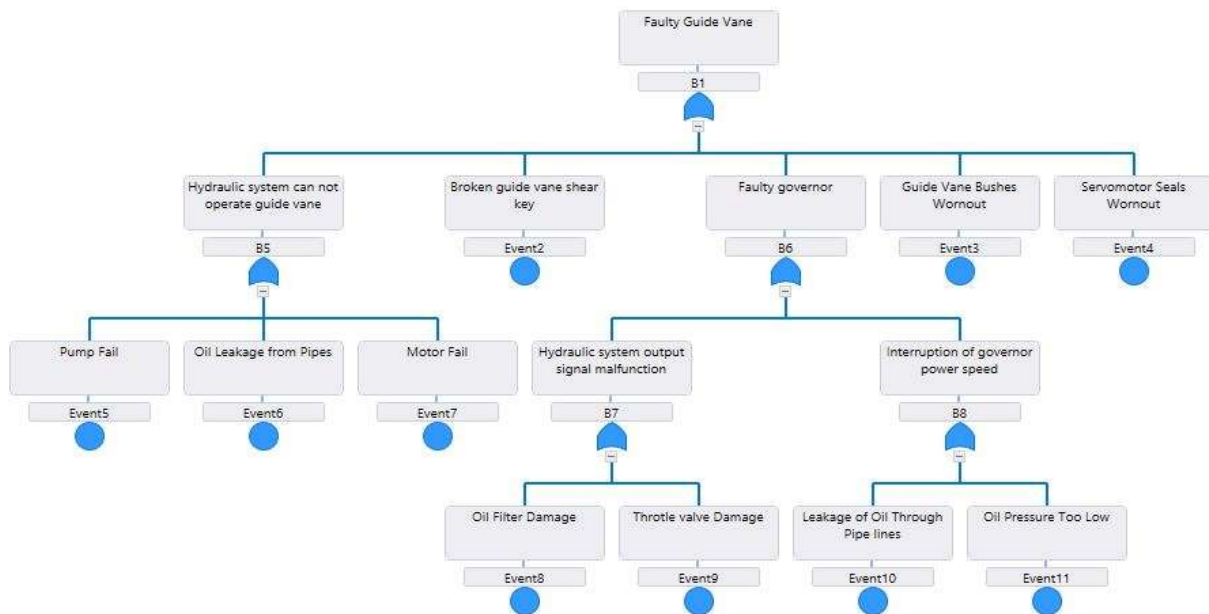 Faulty Guide Vane
B1
Hydraulic system can not
operate guide vane
B5
Broken guide vane shear
key
Event2
Faulty governor
B6
Guide Vane Bushes
Wornout
Event3
Servomotor Seals
Wornout
Event4
Pump Fail
Event5
Oil Leakage from Pipes
Event6
Motor Fail
Event7
Hydraulic system output
signal malfunction
B7
Interruption of governor
power speed
B8
Oil Filter Damage
Event8
Throtle valve Damage
Event9
Leakage of Oil Through
Pipe lines
Event10
Oil Pressure Too Low
Event11